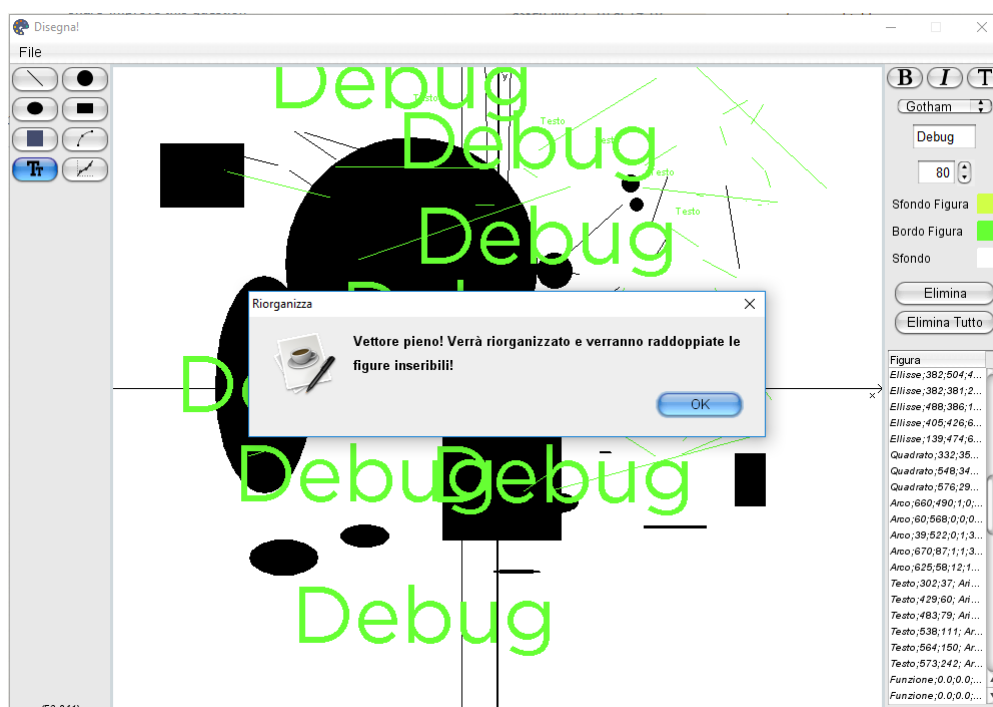 Disegna!
File
Debug
Testo
y
Debug
Testo
Testo
Testo
Debug
Testo
x
Debug
Debug
Debug
Debug
Tт
B I T
Gotham
Debug
80
Sfondo Figura
Bordo Figura
Sfondo
Elimina
Elimina Tutto
Riorganizza
Vettore pieno! Verrà riorganizzato e verranno raddoppiate le
figure inseribili!
OK
Figura
Ellisse;382;504;4...
Ellisse;382;381;2...
Ellisse;488;386;1...
Ellisse;405;426;6...
Ellisse;139;474;6...
Quadrato;332;35...
Quadrato;548;34...
Quadrato;576;29...
Arco;660;490;1;0;...
Arco;60;568;0;0;0...
Arco;39;522;0;1;3...
Arco;670;87;1;1;3...
Arco;625;58;12;1...
Testo;302;37; Ari...
Testo;429;60; Ari...
Testo;483;79; Ari...
Testo;538;111; Ar...
Testo;564;150; Ar...
Testo;573;242; Ar...
Funzione;0.0;0.0;...
Funzione;0.0;0.0;...